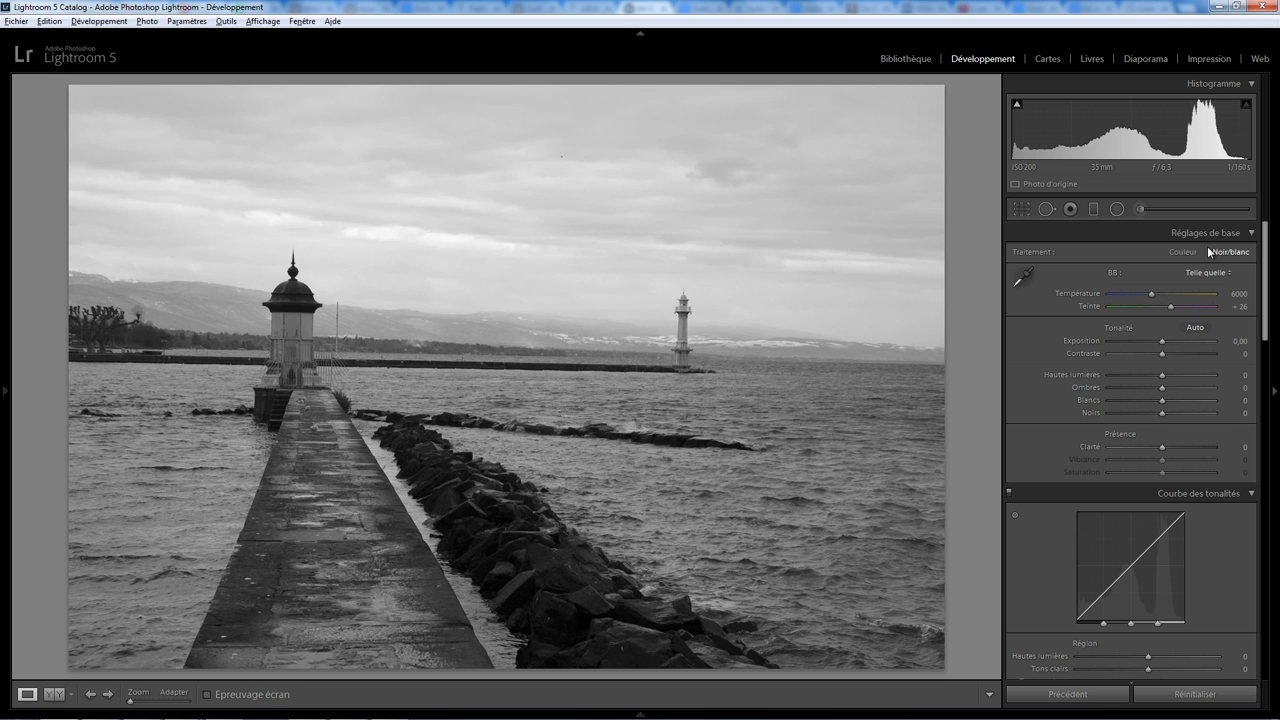 Lightroom 5 Catalog - Adobe Photoshop Lightroom - Développement
Fichier Edition Développement Photo Paramètres Outils Affichage Fenêtre Aide
Lr Adobe Photoshop
Lightroom 5
Bibliothèque | Développement | Cartes | Livres | Diaporama | Impression | Web
Histogramme
ISO 200 35 mm ƒ / 6,3 1/160 s
Photo d'origine
Réglages de base
Traitement : Couleur Noir/blanc
BB : Telle quelle
Température 6000
Teinte + 26
Tonalité Auto
Exposition 0,00
Contraste 0
Hautes lumières 0
Ombres 0
Blancs 0
Noirs 0
Présence
Clarté 0
Vibrance 0
Saturation 0
Courbe des tonalités
Région
Hautes lumières 0
Tons clairs 0
YY Zoom Adapter Epreuvage écran
Précédent Réinitialiser